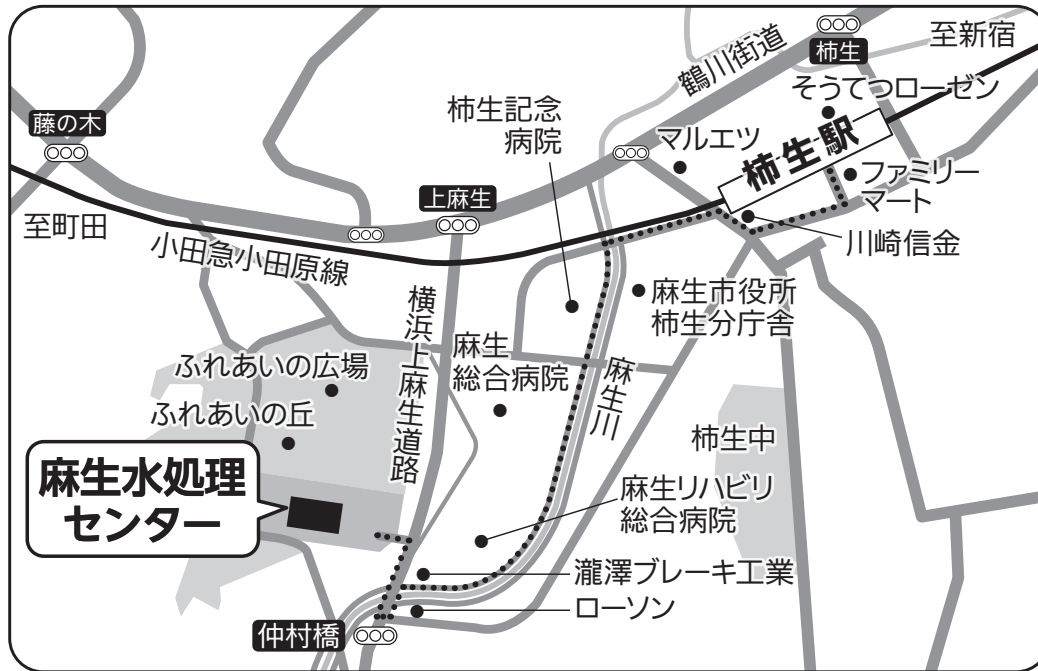 柿生
至新宿
鶴川街道
そうてつローゼン
柿生記念
病院
マルエツ
柿生駅
藤の木
ファミリー
マート
上麻生
至町田
川崎信金
小田急小田原線
麻生市役所
柿生分庁舎
横浜上麻生道路
麻生
総合病院
ふれあいの広場
麻生川
ふれあいの丘
柿生中
麻生水処理
センター
麻生リハビリ
総合病院
瀧澤ブレーキ工業
ローソン
仲村橋